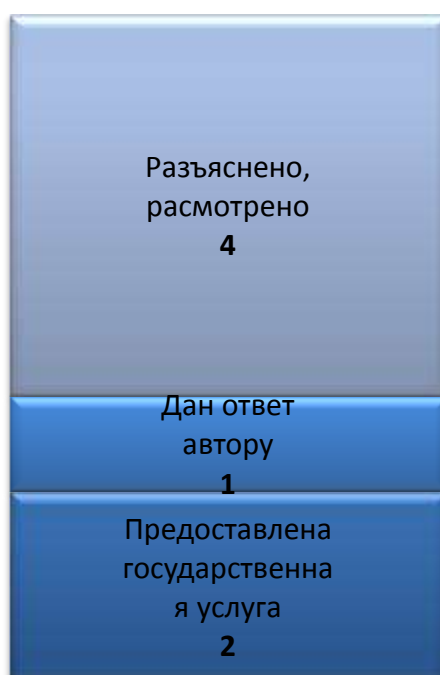 Разъяснено,
расмотрено
4
Дан ответ
автору
1
Предоставлена
государственна
я услуга
2